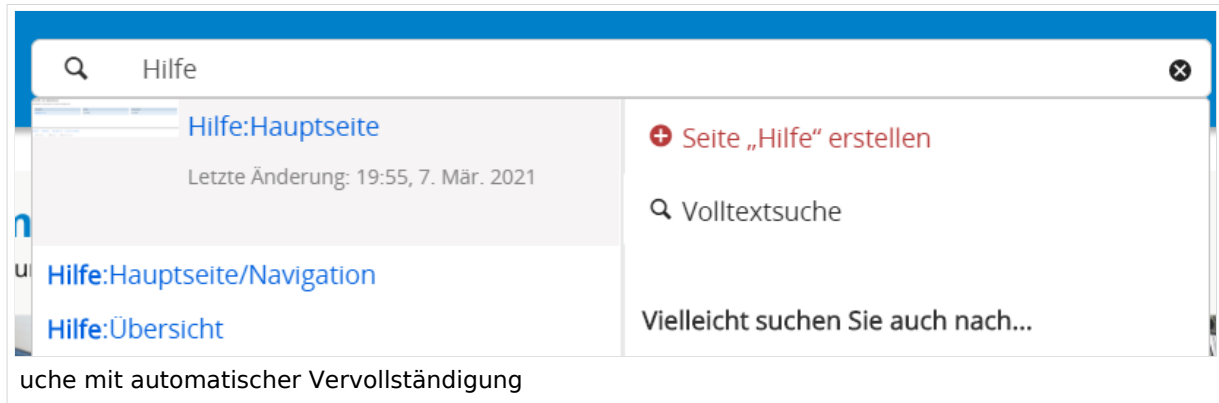 Hilfe
Hilfe:Hauptseite
Letzte Änderung: 19:55, 7. Mär. 2021
Hilfe:Hauptseite/Navigation
Hilfe:Übersicht
Seite „Hilfe“ erstellen
Volltextsuche
Vielleicht suchen Sie auch nach...
uche mit automatischer Vervollständigung